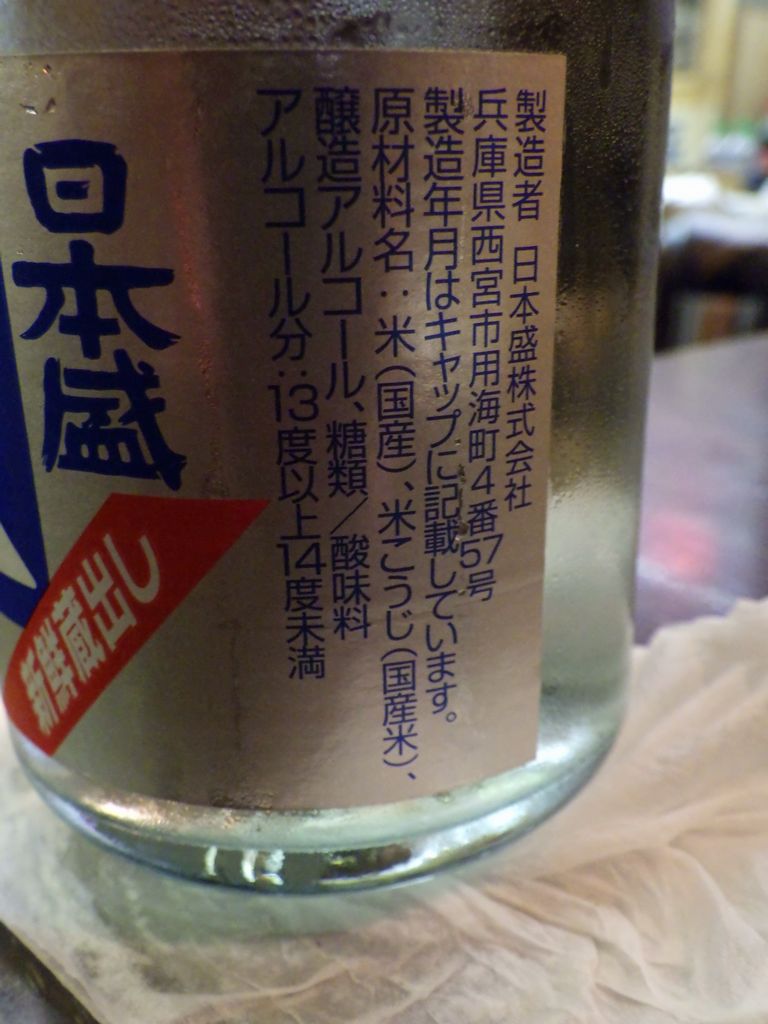 製造者 日本盛株式会社
兵庫県西宮市用海町4番57号
製造年月はキャップに記載しています。
原材料名：米(国産)、米こうじ(国産米)、
醸造アルコール、糖類／酸味料
アルコール分：13度以上14度未満
日本盛
新鮮蔵出し